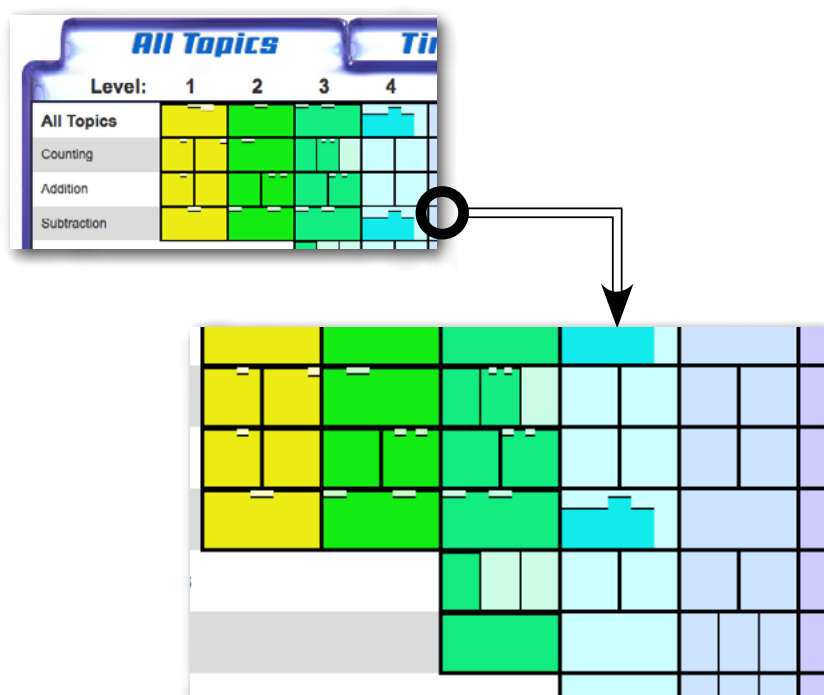 All Topics
Level: 1 2 3 4
All Topics
Counting
Addition
Subtraction